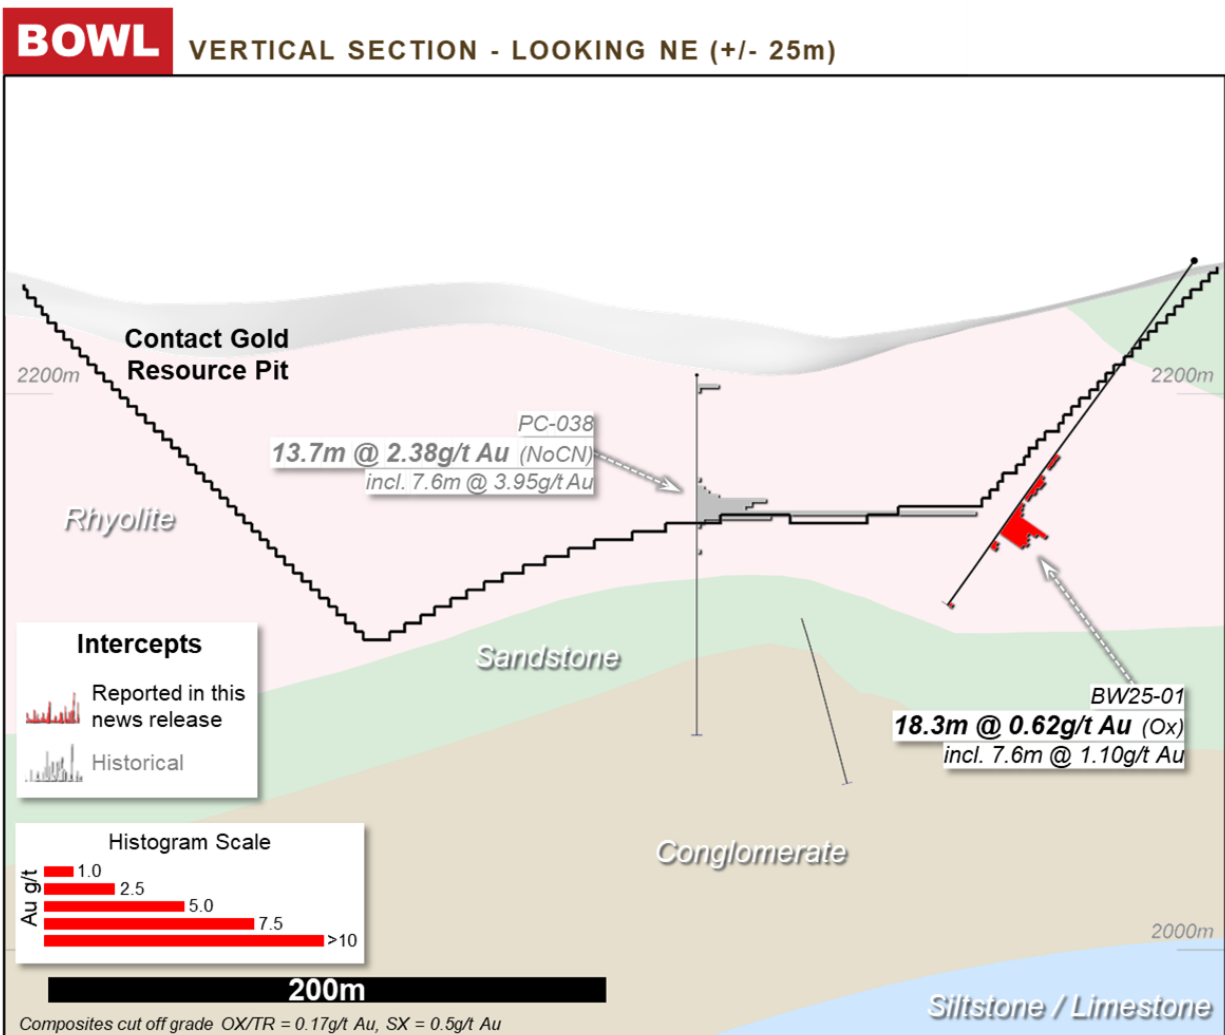 BOWL VERTICAL SECTION - LOOKING NE (+/- 25m)
Contact Gold
Resource Pit
2200m
2200m
PC-038
13.7m @ 2.38g/t Au (NoCN)
incl. 7.6m @ 3.95g/t Au
Rhyolite
Sandstone
Intercepts
Reported in this
news release
Historical
BW25-01
18.3m @ 0.62g/t Au (Ox)
incl. 7.6m @ 1.10g/t Au
Conglomerate
Histogram Scale
Au g/t
1.0
2.5
5.0
7.5
>10
2000m
200m
Siltstone / Limestone
Composites cut off grade OX/TR = 0.17g/t Au, SX = 0.5g/t Au